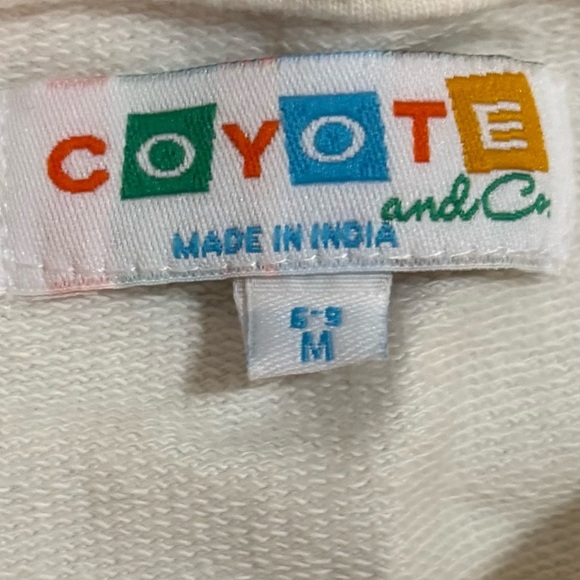 COYOTE
and Co.
MADE IN INDIA
6-9
M